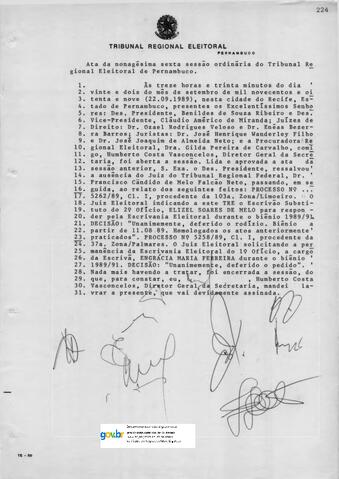 224
TRIBUNAL REGIONAL ELEITORAL
PERNAMBUCO
Ata da nonagésima sexta sessão ordinária do Tribunal Re
gional Eleitoral de Pernambuco.
1. Às treze horas e trinta minutos do dia '
2. vinte e dois do mês de setembro de mil novecentos e oi
3. tenta e nove (22.09.1989), nesta cidade do Recife, Es-
4. tado de Pernambuco, presentes os Excelentíssimos Senho
5. res: Des. Presidente, Benildes de Souza Ribeiro e Des.
6. Vice-Presidente, Cláudio Américo de Miranda; Juízes de
7. Direito: Dr. Ozael Rodrigues Veloso e Dr. Enéas Bezer-
8. ra Barros; Jurista: Dr. José Henrique Wanderley Filho
9. e Dr. José Joaquim de Almeida Neto; e a Procuradora Re
10. gional Eleitoral, Dra. Gilda Pereira de Carvalho, comi
11. go, Humberto Costa Vasconcelos, Diretor Geral da Secre
12. taria, foi aberta a sessão. Lida e aprovada a ata da
13. sessão anterior, S. Exa. o Des. Presidente, ressalvou'
14. a ausência do Juiz do Tribunal Regional Federal, Dr. '
15. Francisco Cândido de Melo Falcão Neto, passando, em se
16. guida, ao relato dos seguintes feitos: PROCESSO Nº ...
17. 5262/89, Cl. I, procedente da 103a. Zona/Limoeiro. O
18. Juiz Eleitoral indicando a este TRE o Escrivão Substi-
19. tuto do 2º Ofício, ELIZEL SOARES DE MELO para respon-
20. der pela Escrivania Eleitoral durante o biênio 1989/91
21. DECISÃO: "Unanimemente, deferido o rodízio. Biênio a
22. partir de 11.08.89. Homologados os atos anteriormente'
23. praticados". PROCESSO Nº 5258/89, Cl. I, procedente da
24. 37a. Zona/Palmares. O Juiz Eleitoral solicitando a per
25. manência da Escrivania Eleitoral do 1º Ofício, a cargo
26. da Escrivã, ENGRÁCIA MARIA FERREIRA durante o biênio '
27. 1989/91. DECISÃO: "Unanimemente, deferido o pedido". '
28. Nada mais havendo a tratar, foi encerrada a sessão, do
29. que, para constar, eu, Humberto Costa
30. Vasconcelos, Diretor Geral da Secretaria, mandei la-
31. vrar a presente, que vai devidamente assinada.
gov.br